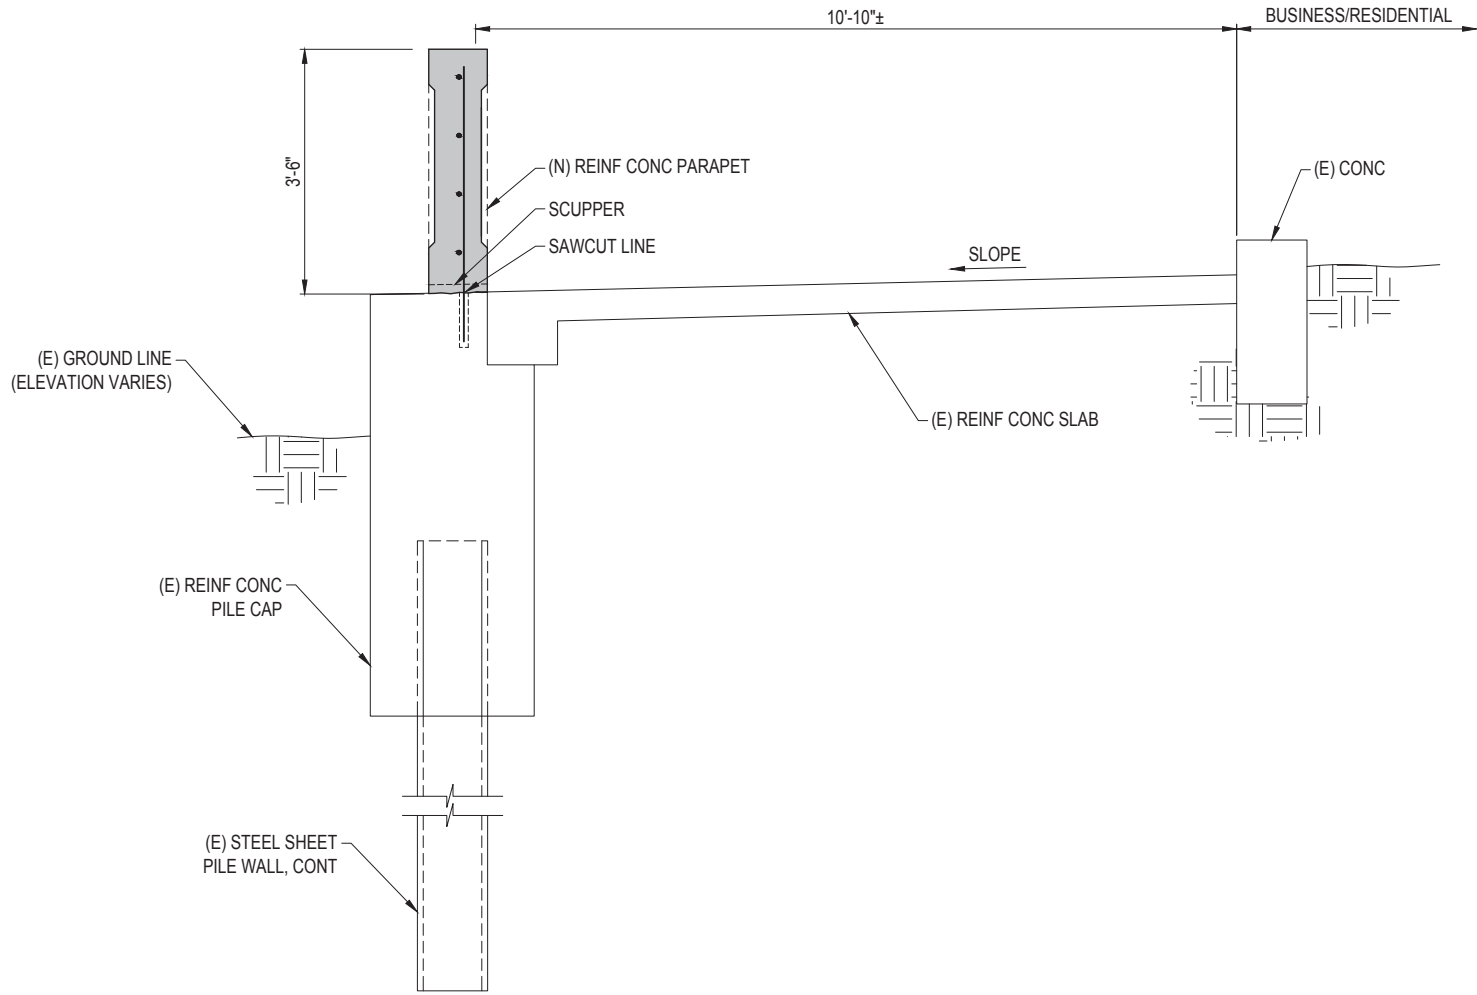 10'-10"±
BUSINESS/RESIDENTIAL
3'-6"
(N) REINF CONC PARAPET
SCUPPER
SAWCUT LINE
(E) CONC
SLOPE
(E) GROUND LINE
(ELEVATION VARIES)
(E) REINF CONC SLAB
(E) REINF CONC
PILE CAP
(E) STEEL SHEET
PILE WALL, CONT